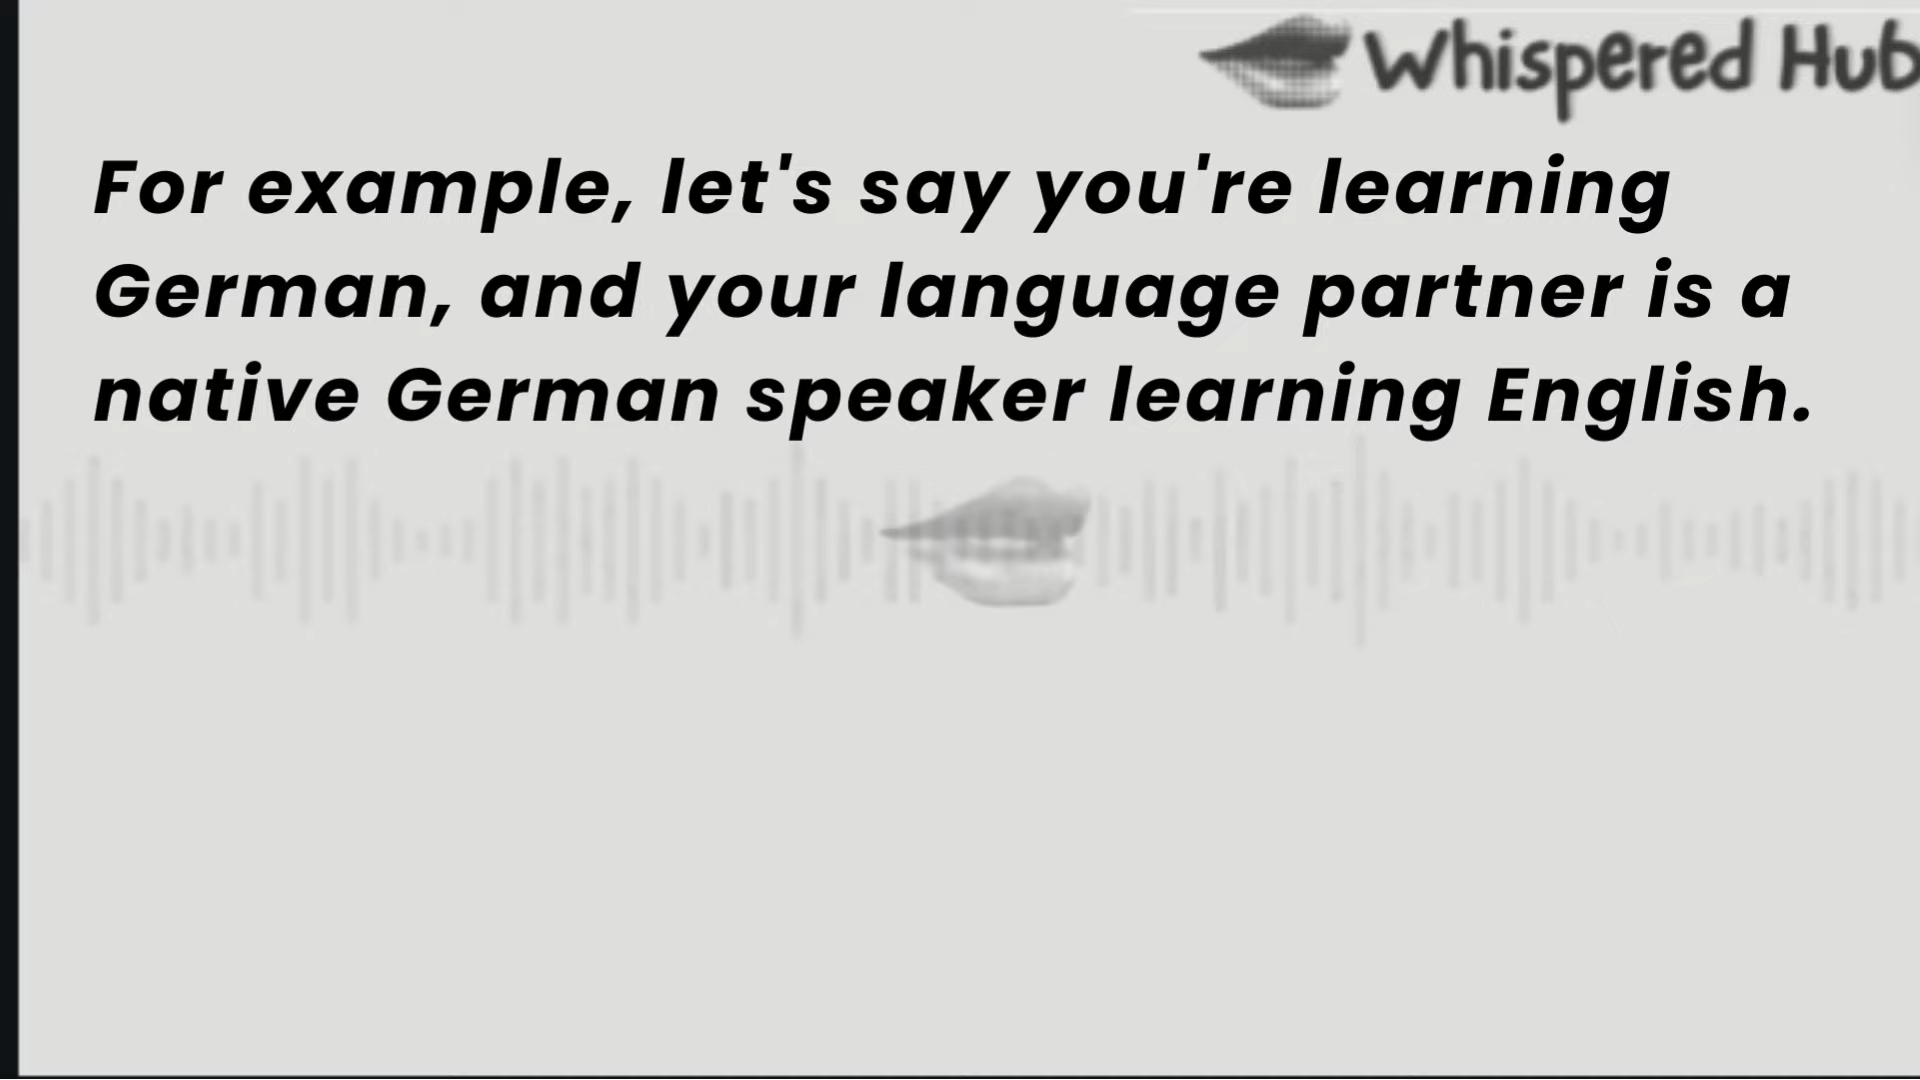 Whispered Hub
For example, let's say you're learning
German, and your language partner is a
native German speaker learning English.